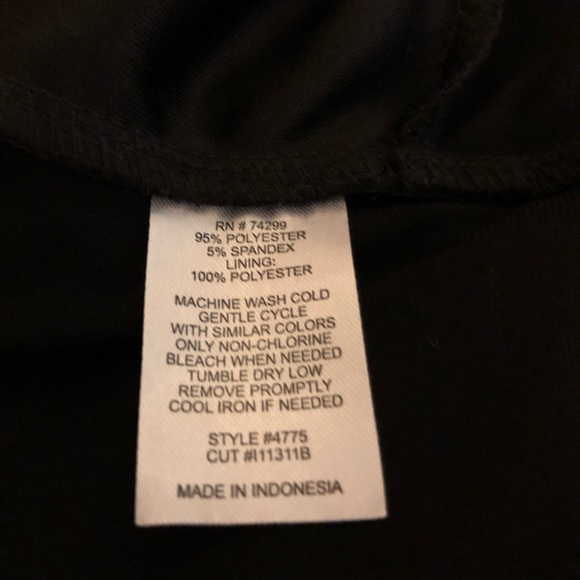 RN # 74299
95% POLYESTER
5% SPANDEX
LINING:
100% POLYESTER
MACHINE WASH COLD
GENTLE CYCLE
WITH SIMILAR COLORS
ONLY NON-CHLORINE
BLEACH WHEN NEEDED
TUMBLE DRY LOW
REMOVE PROMPTLY
COOL IRON IF NEEDED
STYLE #4775
CUT #I11311B
MADE IN INDONESIA